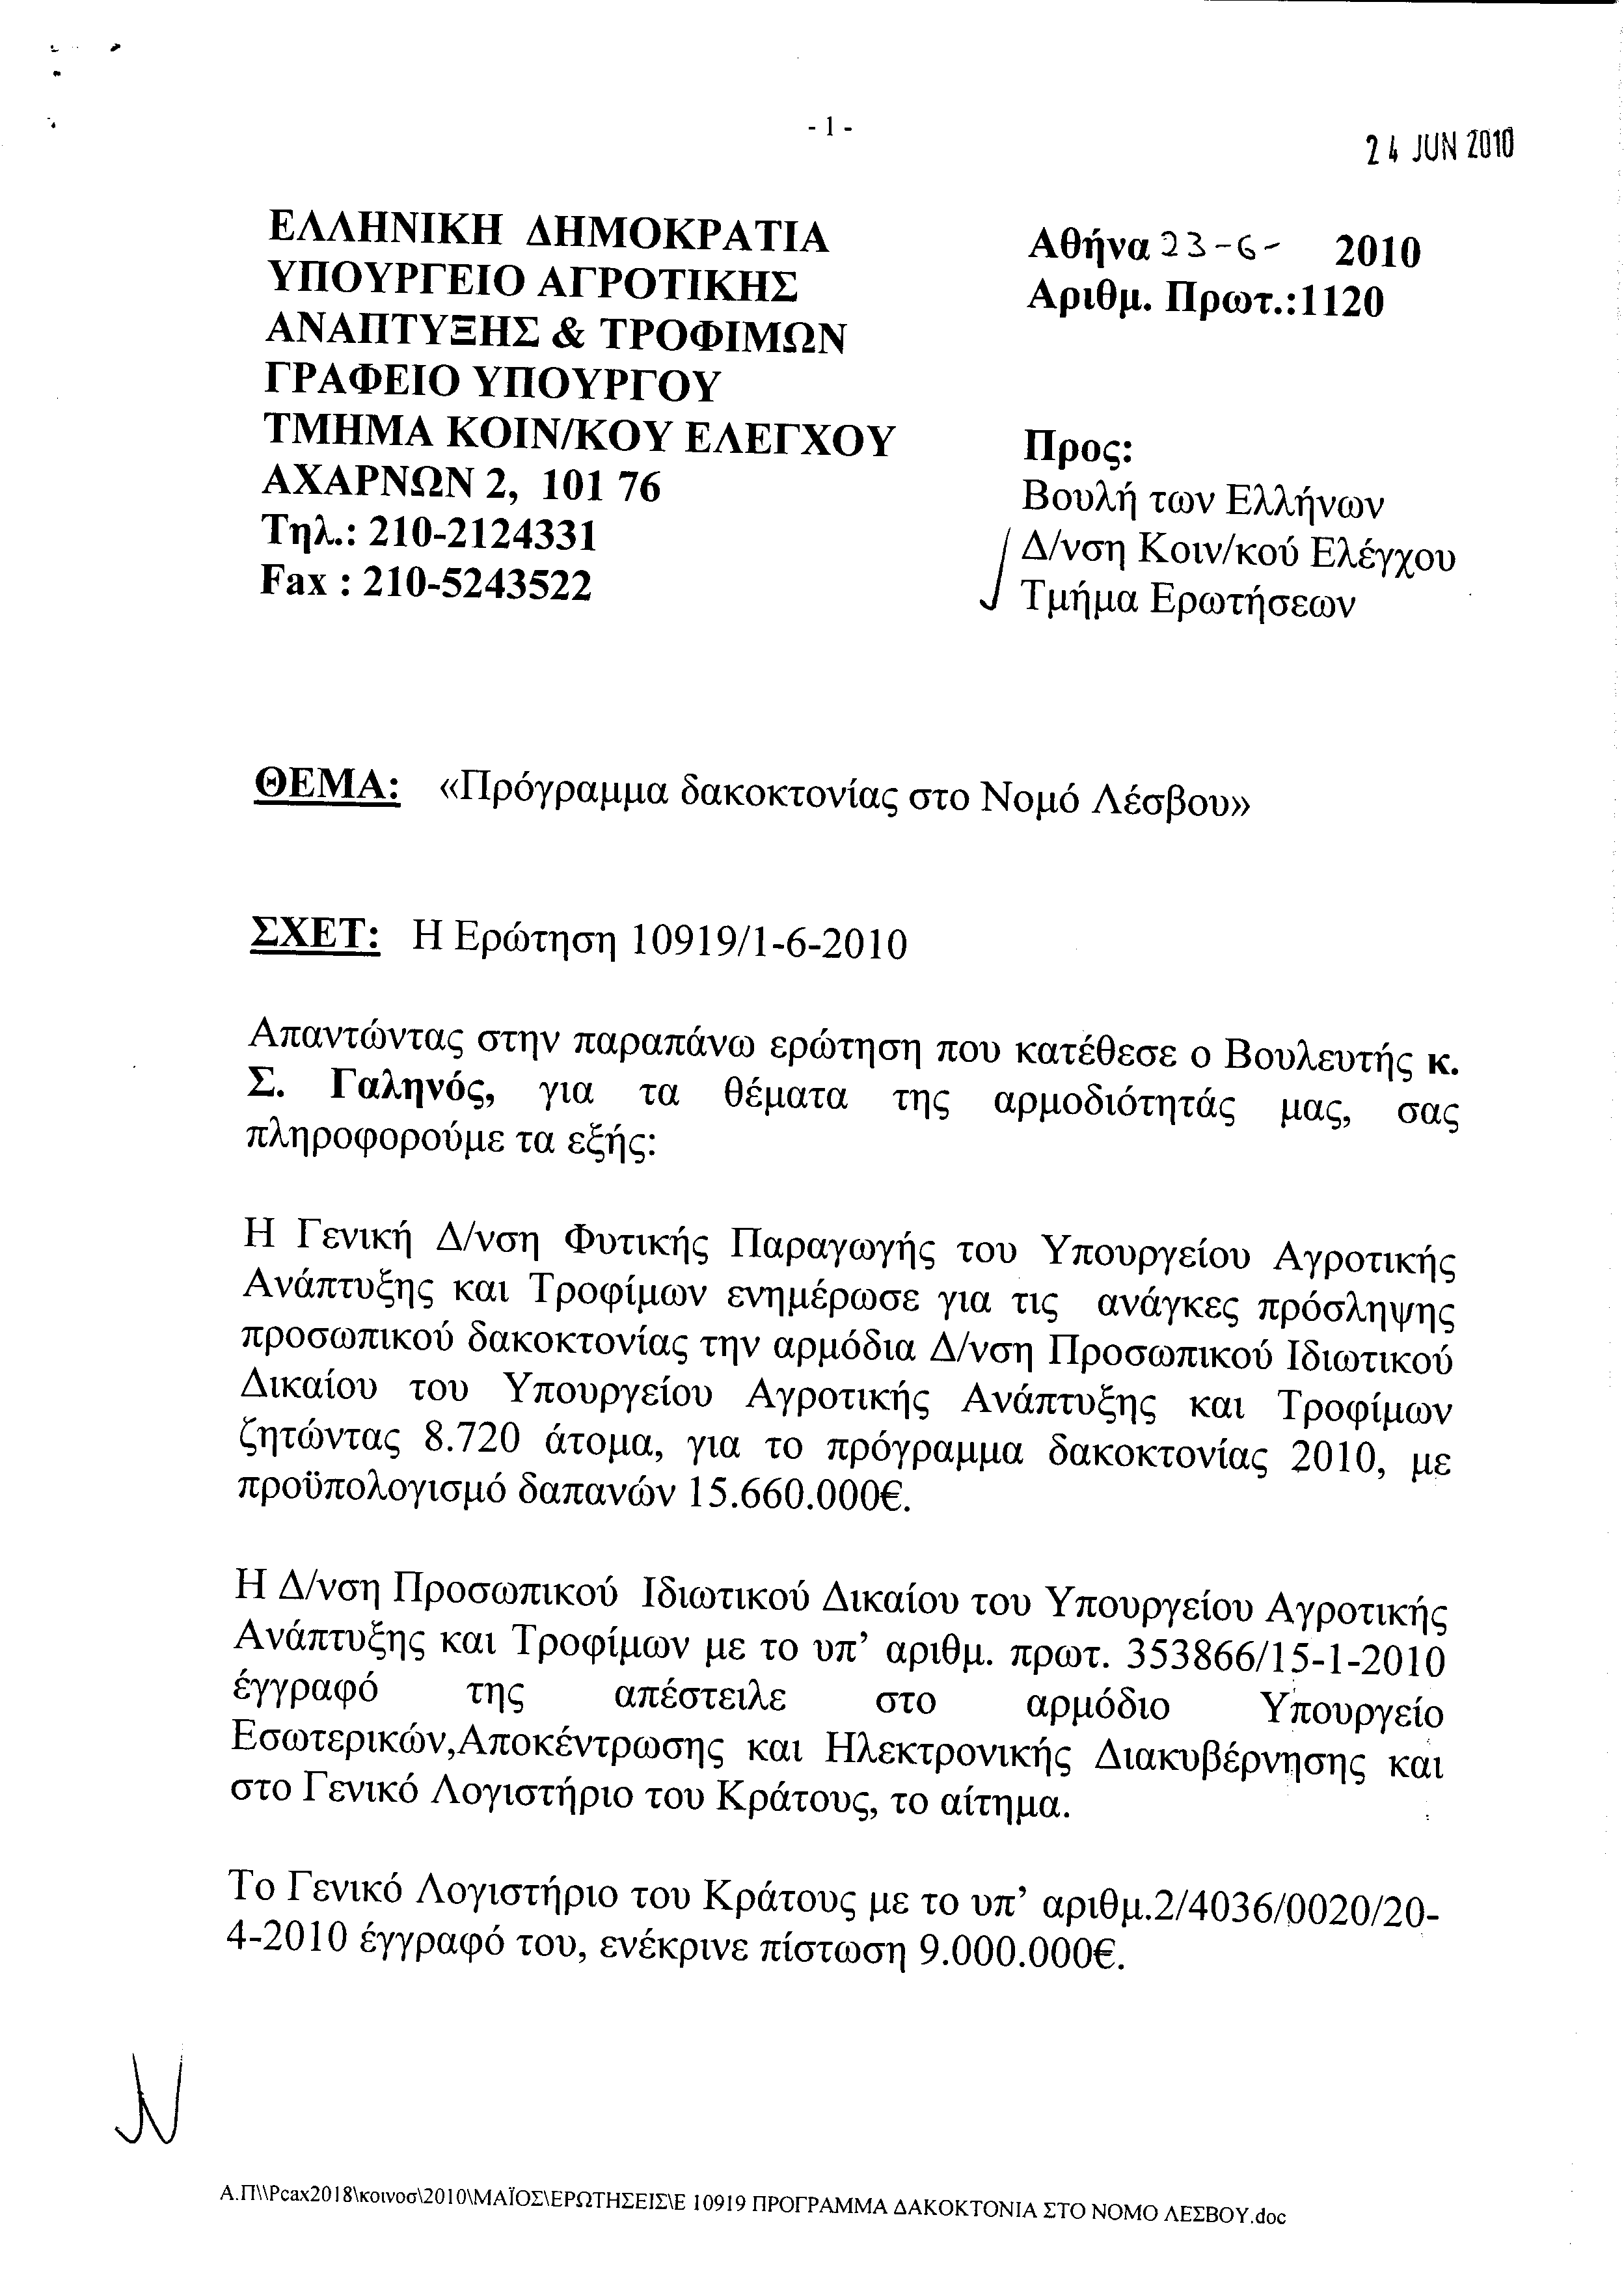 - 1 -
24 JUN 2010
ΕΛΛΗΝΙΚΗ ΔΗΜΟΚΡΑΤΙΑ
ΥΠΟΥΡΓΕΙΟ ΑΓΡΟΤΙΚΗΣ
ΑΝΑΠΤΥΞΗΣ & ΤΡΟΦΙΜΩΝ
ΓΡΑΦΕΙΟ ΥΠΟΥΡΓΟΥ
ΤΜΗΜΑ ΚΟΙΝ/ΚΟΥ ΕΛΕΓΧΟΥ
ΑΧΑΡΝΩΝ 2, 101 76
Τηλ.: 210-2124331
Fax : 210-5243522
Αθήνα 23-6- 2010
Αριθμ. Πρωτ.:1120
Προς:
Βουλή των Ελλήνων
Δ/νση Κοιν/κού Ελέγχου
Τμήμα Ερωτήσεων
ΘΕΜΑ: «Πρόγραμμα δακοκτονίας στο Νομό Λέσβου»
ΣΧΕΤ: Η Ερώτηση 10919/1-6-2010
Απαντώντας στην παραπάνω ερώτηση που κατέθεσε ο Βουλευτής κ.
Σ. Γαληνός, για τα θέματα της αρμοδιότητάς μας, σας
πληροφορούμε τα εξής:
Η Γενική Δ/νση Φυτικής Παραγωγής του Υπουργείου Αγροτικής
Ανάπτυξης και Τροφίμων ενημέρωσε για τις ανάγκες πρόσληψης
προσωπικού δακοκτονίας την αρμόδια Δ/νση Προσωπικού Ιδιωτικού
Δικαίου του Υπουργείου Αγροτικής Ανάπτυξης και Τροφίμων
ζητώντας 8.720 άτομα, για το πρόγραμμα δακοκτονίας 2010, με
προϋπολογισμό δαπανών 15.660.000€.
Η Δ/νση Προσωπικού Ιδιωτικού Δικαίου του Υπουργείου Αγροτικής
Ανάπτυξης και Τροφίμων με το υπ’ αριθμ. πρωτ. 353866/15-1-2010
έγγραφό της απέστειλε στο αρμόδιο Υπουργείο
Εσωτερικών,Αποκέντρωσης και Ηλεκτρονικής Διακυβέρνησης και
στο Γενικό Λογιστήριο του Κράτους, το αίτημα.
Το Γενικό Λογιστήριο του Κράτους με το υπ’ αριθμ.2/4036/0020/20-
4-2010 έγγραφό του, ενέκρινε πίστωση 9.000.000€.
Α.Π\\Pcax2018\κοινοσ\2010\ΜΑΪΟΣ\ΕΡΩΤΗΣΕΙΣ\Ε 10919 ΠΡΟΓΡΑΜΜΑ ΔΑΚΟΚΤΟΝΙΑ ΣΤΟ ΝΟΜΟ ΛΕΣΒΟΥ.doc